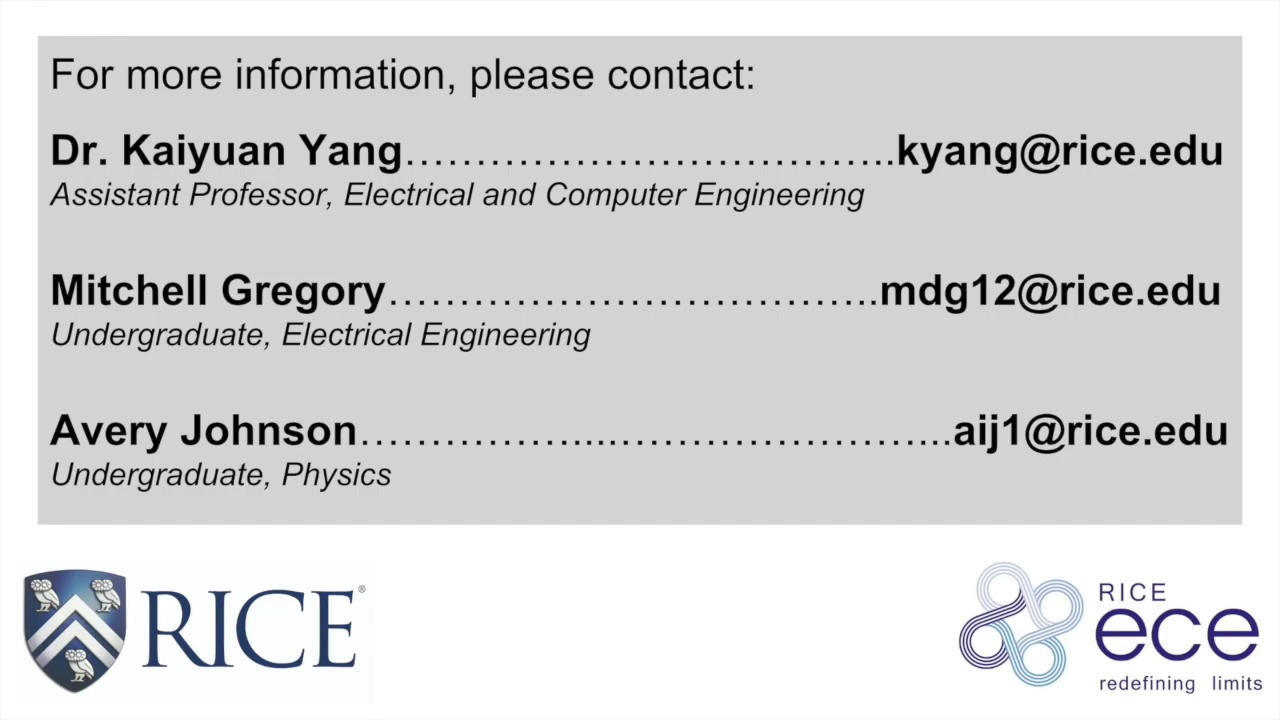 For more information, please contact:
Dr. Kaiyuan Yang……………………………..kyang@rice.edu
Assistant Professor, Electrical and Computer Engineering
Mitchell Gregory……………………………..mdg12@rice.edu
Undergraduate, Electrical Engineering
Avery Johnson……………....…………………...aij1@rice.edu
Undergraduate, Physics
RICE®
RICE
ece
redefining limits